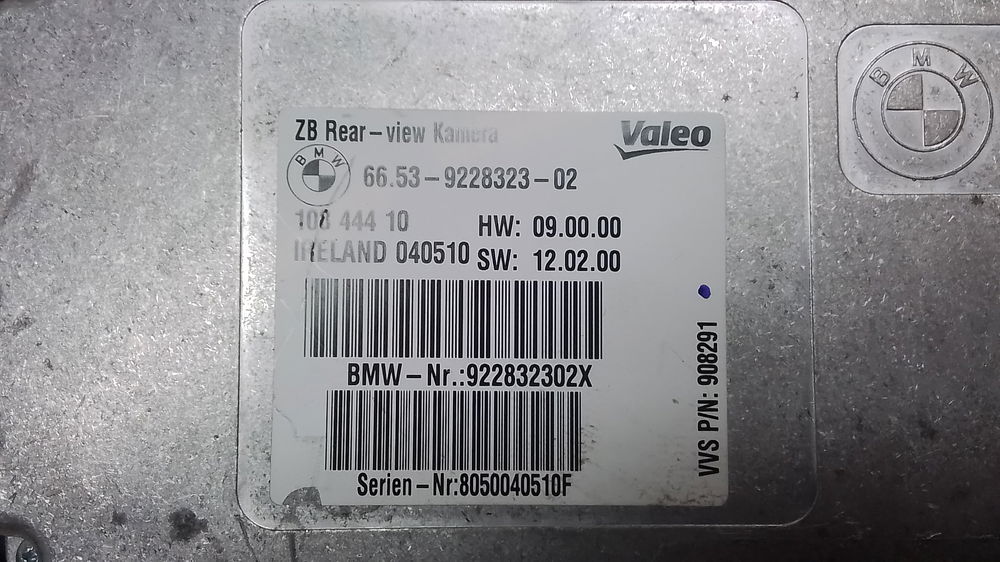 ZB Rear-view Kamera
Valeo
BMW
66.53-9228323-02
108 444 10
HW: 09.00.00
IRELAND 040510
SW: 12.02.00
BMW-Nr.:922832302X
Serien-Nr:8050040510F
VVS P/N: 908291
BMW